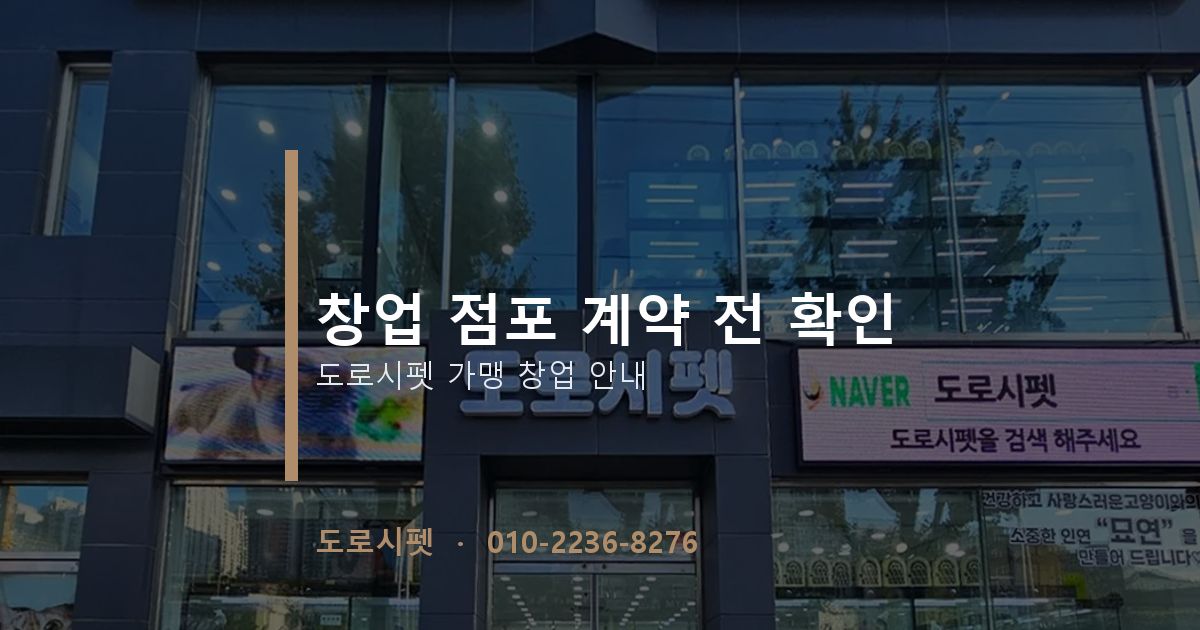 창업 점포 계약 전 확인
도로시펫 가맹 창업 안내
도로시펫
NAVER 도로시펫
도로시펫을 검색 해주세요
건강하고 사랑스러운고양이와의
소중한 인연 “묘연” 을
만들어 드립니다
도로시펫 · 010-2236-8276